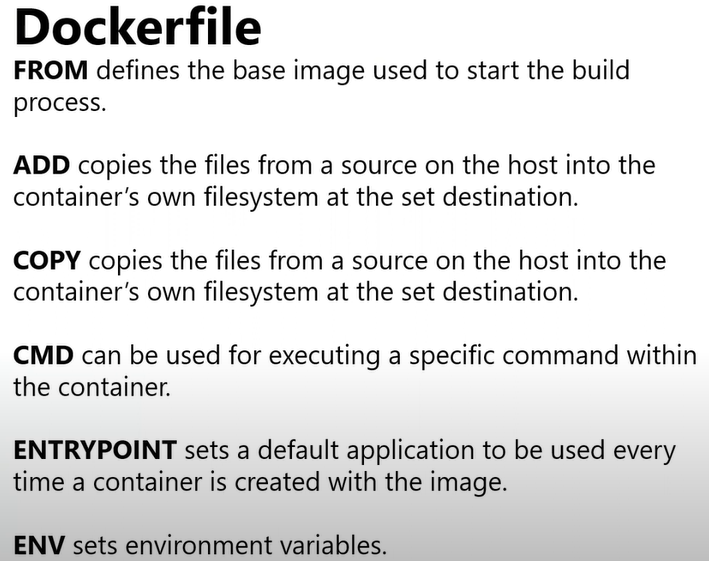 Dockerfile
FROM defines the base image used to start the build
process.
ADD copies the files from a source on the host into the
container’s own filesystem at the set destination.
COPY copies the files from a source on the host into the
container’s own filesystem at the set destination.
CMD can be used for executing a specific command within
the container.
ENTRYPOINT sets a default application to be used every
time a container is created with the image.
ENV sets environment variables.